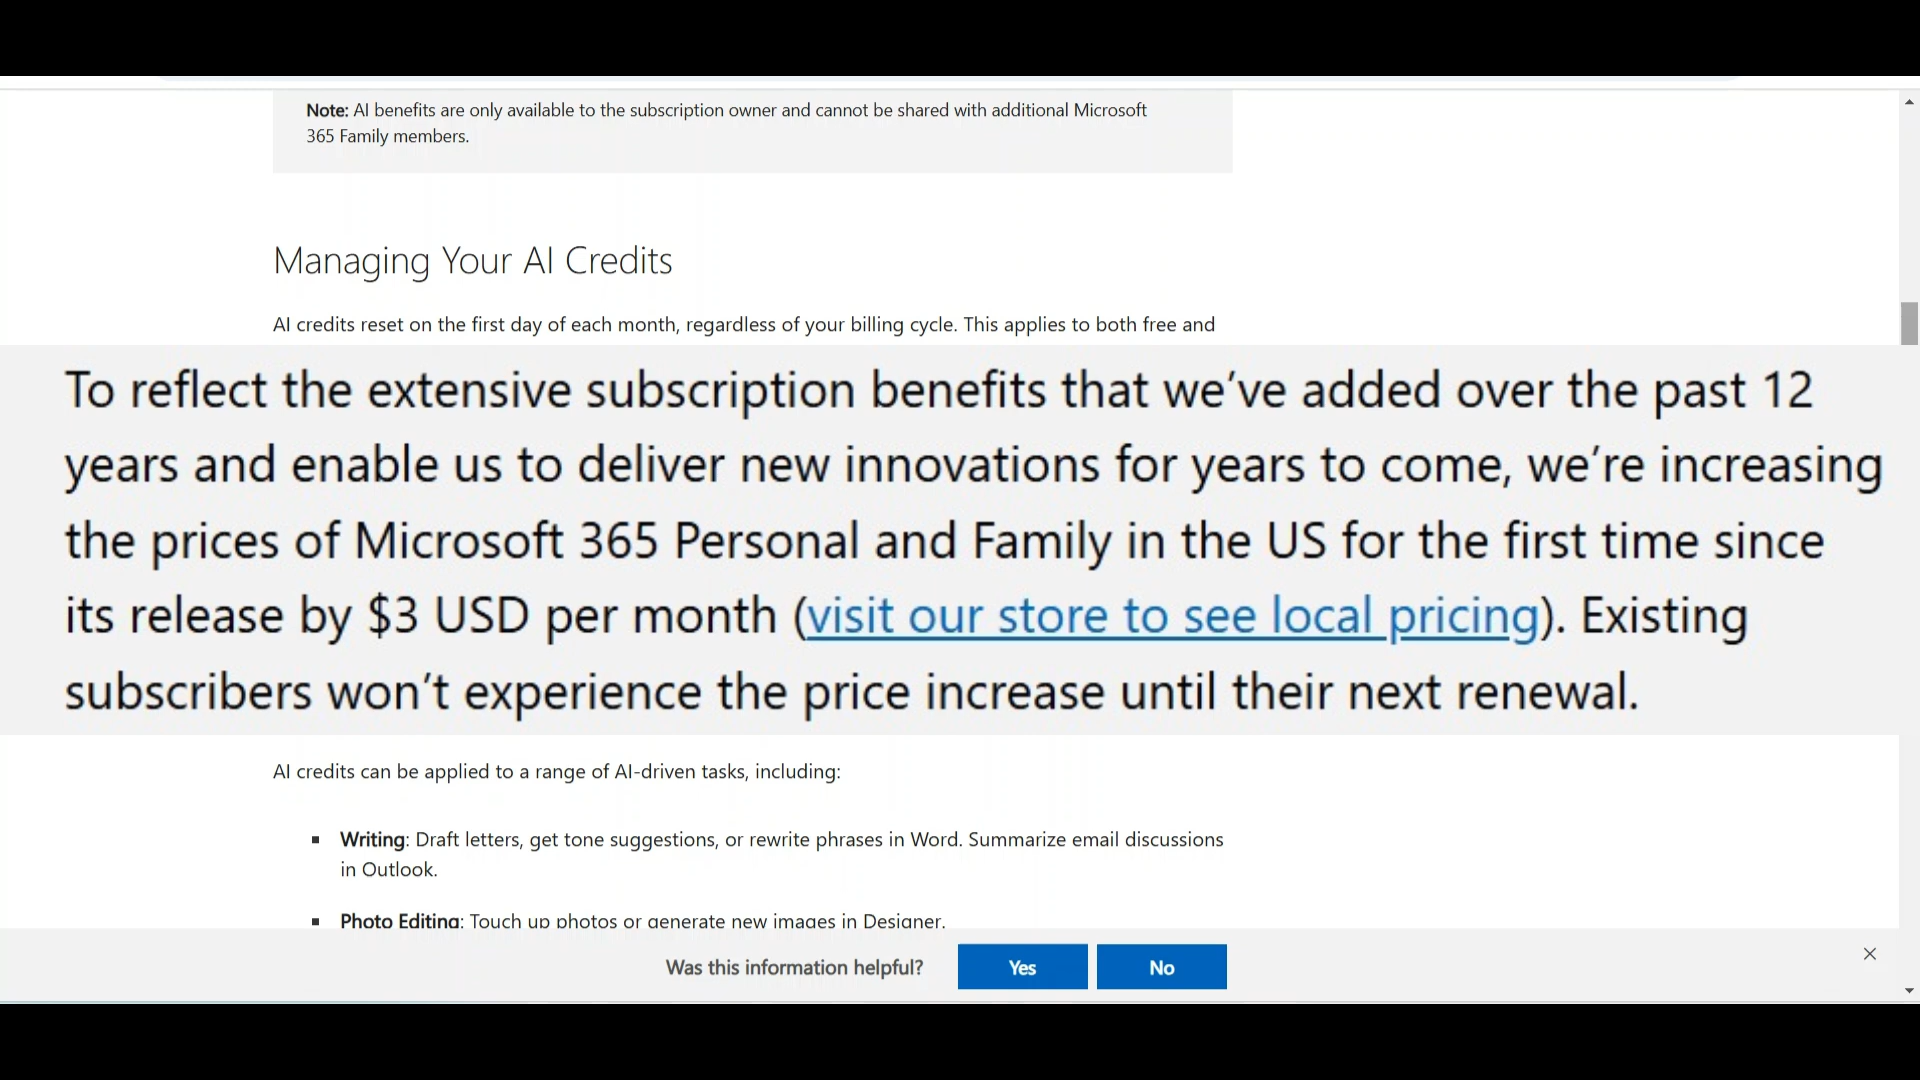 Note: AI benefits are only available to the subscription owner and cannot be shared with additional Microsoft
365 Family members.
Managing Your AI Credits
AI credits reset on the first day of each month, regardless of your billing cycle. This applies to both free and
To reflect the extensive subscription benefits that we’ve added over the past 12
years and enable us to deliver new innovations for years to come, we’re increasing
the prices of Microsoft 365 Personal and Family in the US for the first time since
its release by $3 USD per month (visit our store to see local pricing). Existing
subscribers won’t experience the price increase until their next renewal.
AI credits can be applied to a range of AI-driven tasks, including:
▪ Writing: Draft letters, get tone suggestions, or rewrite phrases in Word. Summarize email discussions
in Outlook.
▪ Photo Editing: Touch up photos or generate new images in Designer.
Was this information helpful? Yes No